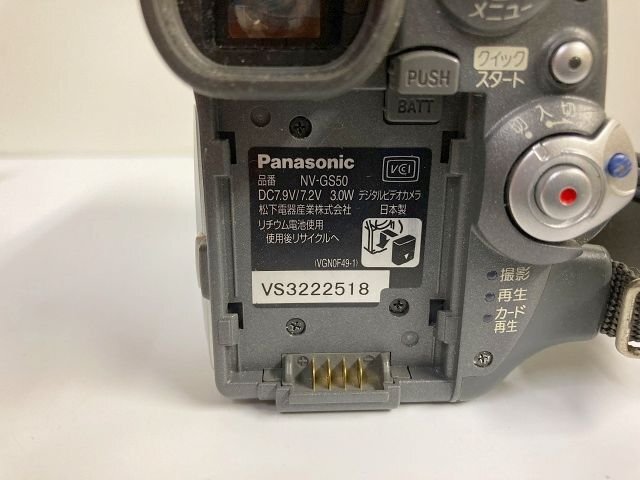 メニュー
クイック
スタート
PUSH
BATT
切 入 切
Panasonic
VCCI
品番 NV-GS50
DC7.9V/7.2V 3.0W デジタルビデオカメラ
松下電器産業株式会社 日本製
リチウム電池使用
使用後リサイクルへ
(VGN0F49-1)
VS3222518
撮影
再生
カード
再生